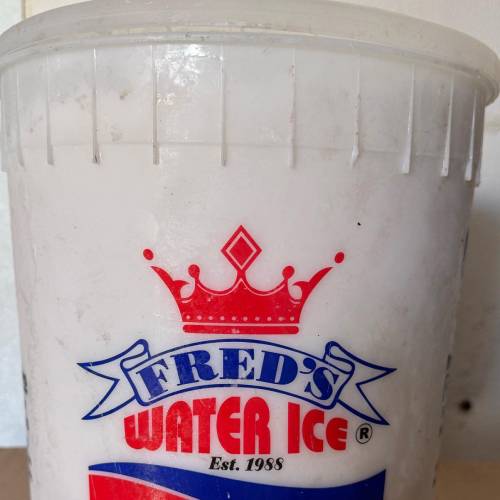 FRED'S
WATER ICE ®
Est. 1988